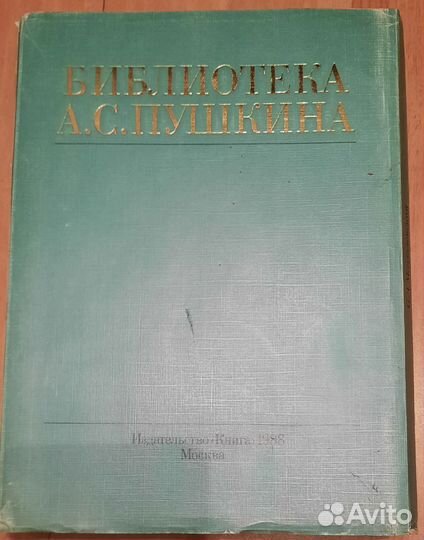 БИБЛИОТЕКА
А.С.ПУШКИНА
Издательство «Книга» 1988
Москва
Avito